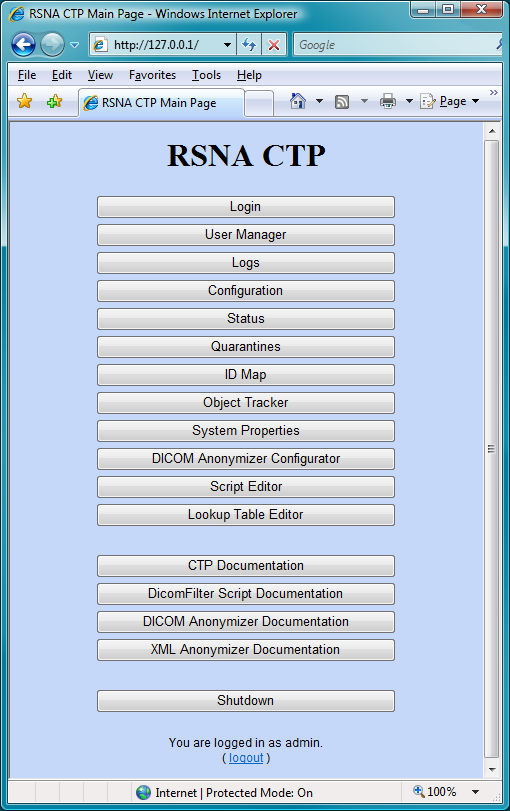 RSNA CTP Main Page - Windows Internet Explorer
http://127.0.0.1/ Google
File Edit View Favorites Tools Help
RSNA CTP Main Page Page
RSNA CTP
Login
User Manager
Logs
Configuration
Status
Quarantines
ID Map
Object Tracker
System Properties
DICOM Anonymizer Configurator
Script Editor
Lookup Table Editor
CTP Documentation
DicomFilter Script Documentation
DICOM Anonymizer Documentation
XML Anonymizer Documentation
Shutdown
You are logged in as admin.
( logout )
Internet | Protected Mode: On 100%